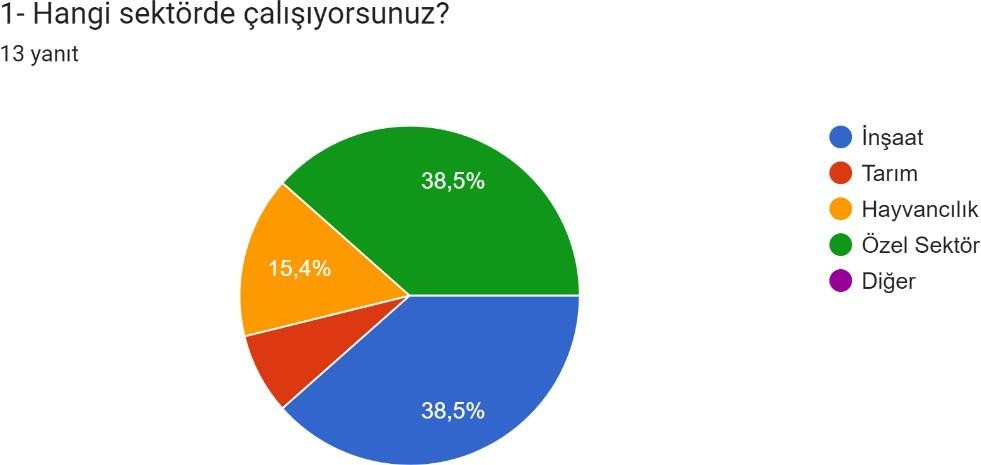 1- Hangi sektörde çalışıyorsunuz?
13 yanıt
38,5%
15,4%
38,5%
İnşaat
Tarım
Hayvancılık
Özel Sektör
Diğer